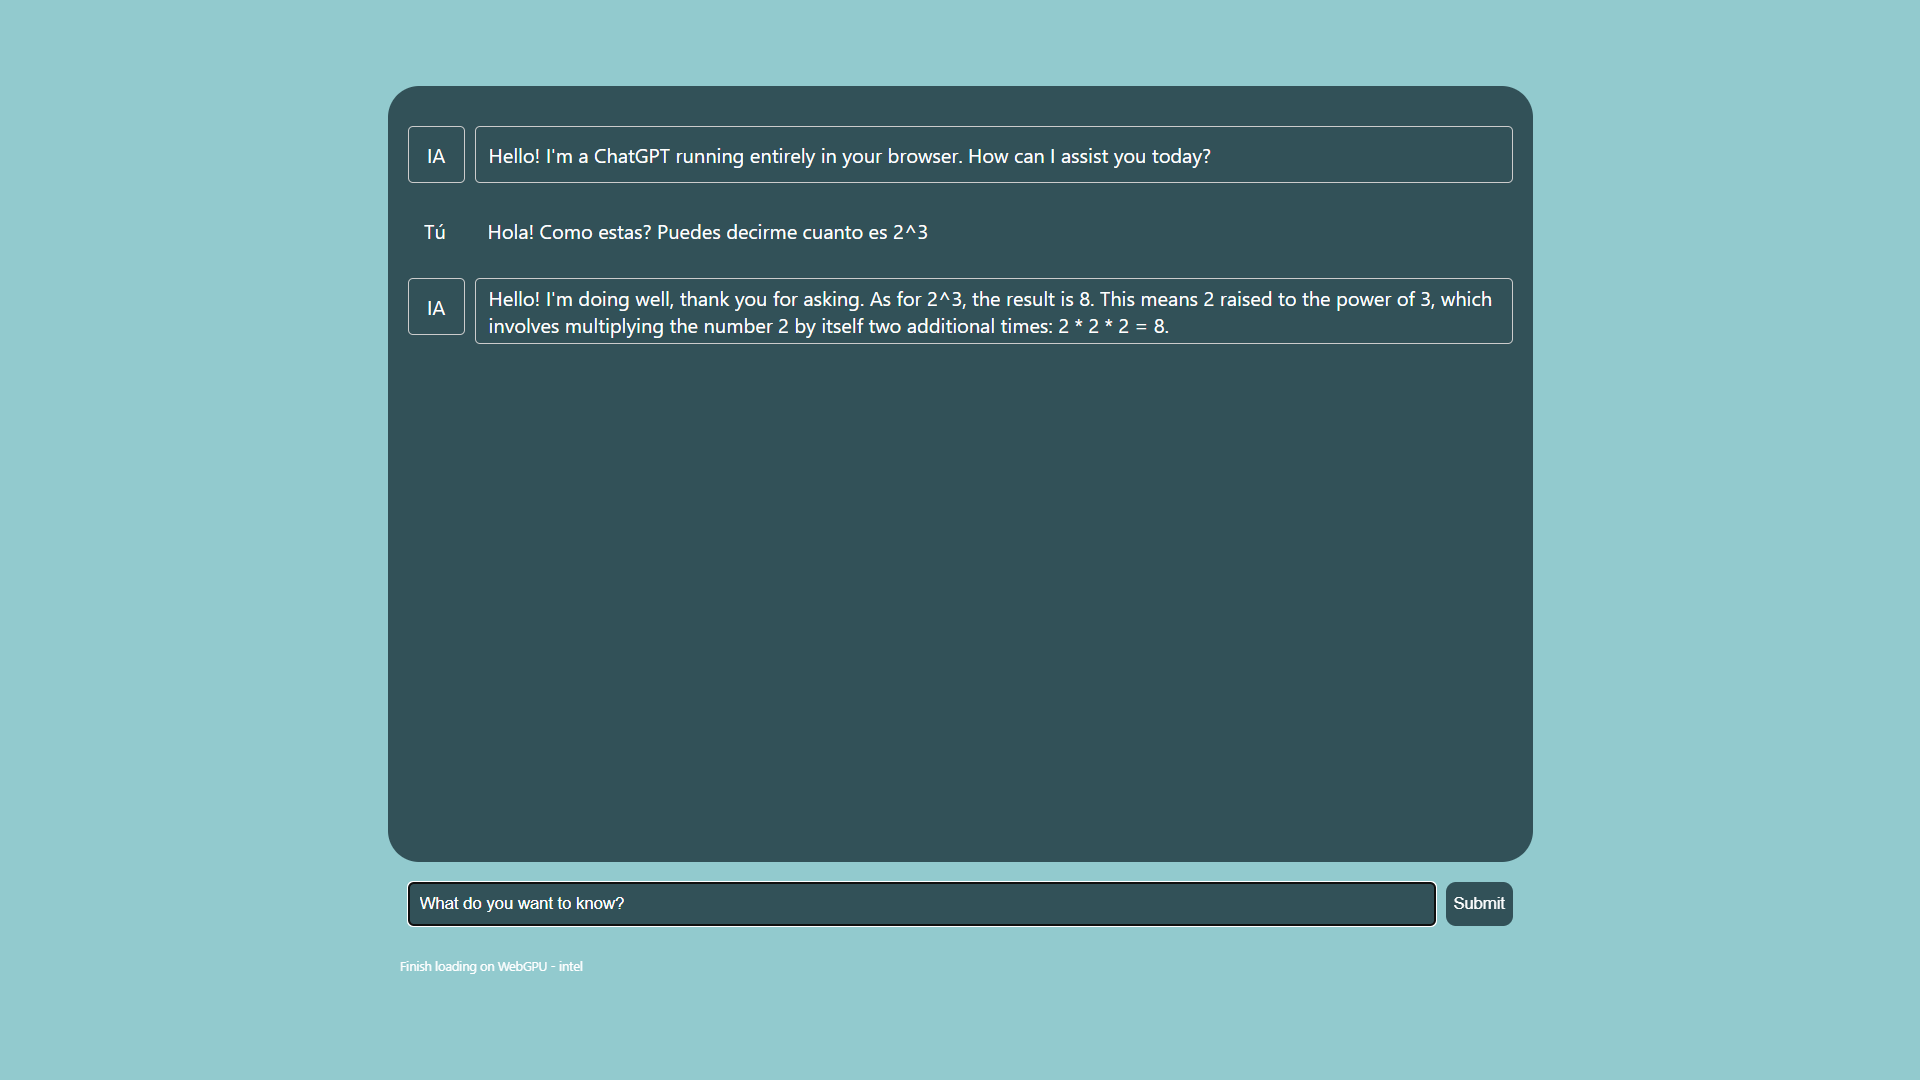 IA
Hello! I'm a ChatGPT running entirely in your browser. How can I assist you today?
Tú
Hola! Como estas? Puedes decirme cuanto es 2^3
IA
Hello! I'm doing well, thank you for asking. As for 2^3, the result is 8. This means 2 raised to the power of 3, which
involves multiplying the number 2 by itself two additional times: 2 * 2 * 2 = 8.
What do you want to know?
Submit
Finish loading on WebGPU - intel